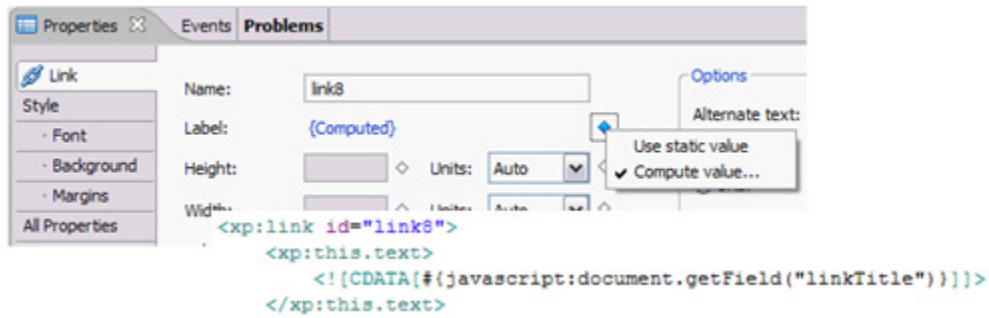 Properties Events Problems
Link
Style
· Font
· Background
· Margins
All Properties
Name: link8
Label: {Computed}
Height: Units: Auto
Width: Units: Auto
Options
Alternate text:
Use static value
Compute value...
<xp:link id="link8">
<xp:this.text>
<![CDATA[#{javascript:document.getField("linkTitle")}]]>
</xp:this.text>